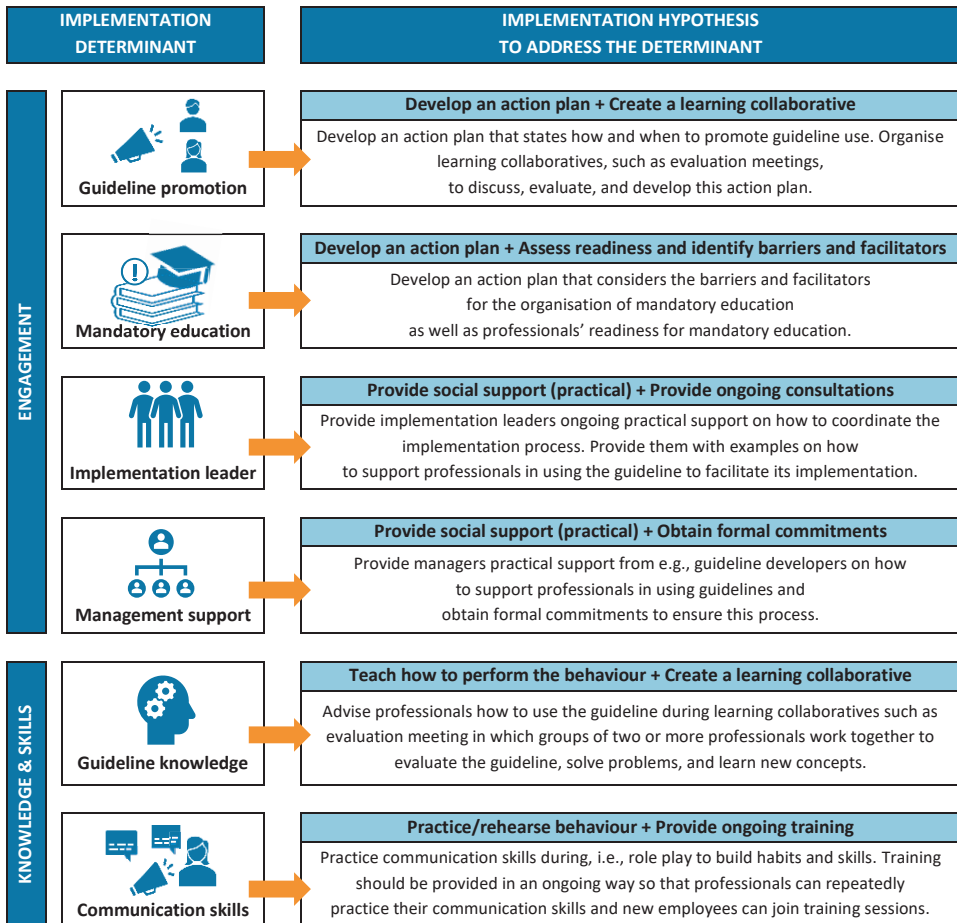 IMPLEMENTATION
DETERMINANT
IMPLEMENTATION HYPOTHESIS
TO ADDRESS THE DETERMINANT
ENGAGEMENT
Guideline promotion
Develop an action plan + Create a learning collaborative
Develop an action plan that states how and when to promote guideline use. Organise
learning collaboratives, such as evaluation meetings,
to discuss, evaluate, and develop this action plan.
Mandatory education
Develop an action plan + Assess readiness and identify barriers and facilitators
Develop an action plan that considers the barriers and facilitators
for the organisation of mandatory education
as well as professionals’ readiness for mandatory education.
Implementation leader
Provide social support (practical) + Provide ongoing consultations
Provide implementation leaders ongoing practical support on how to coordinate the
implementation process. Provide them with examples on how
to support professionals in using the guideline to facilitate its implementation.
Management support
Provide social support (practical) + Obtain formal commitments
Provide managers practical support from e.g., guideline developers on how
to support professionals in using guidelines and
obtain formal commitments to ensure this process.
KNOWLEDGE & SKILLS
Guideline knowledge
Teach how to perform the behaviour + Create a learning collaborative
Advise professionals how to use the guideline during learning collaboratives such as
evaluation meeting in which groups of two or more professionals work together to
evaluate the guideline, solve problems, and learn new concepts.
Communication skills
Practice/rehearse behaviour + Provide ongoing training
Practice communication skills during, i.e., role play to build habits and skills. Training
should be provided in an ongoing way so that professionals can repeatedly
practice their communication skills and new employees can join training sessions.